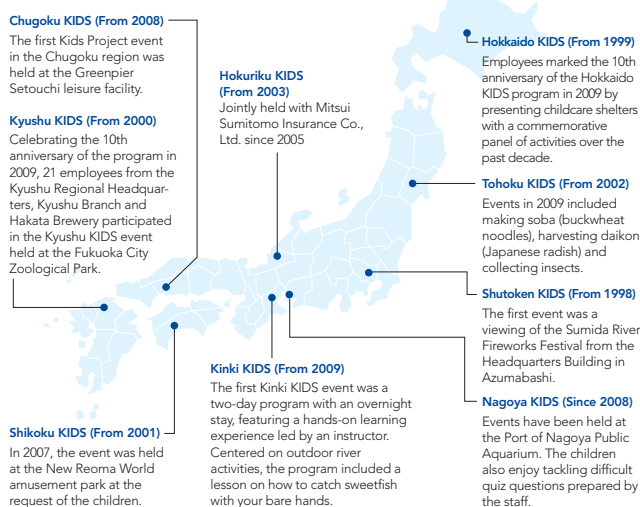 Chugoku KIDS (From 2008)
The first Kids Project event
in the Chugoku region was
held at the Greenpier
Setouchi leisure facility.
Kyushu KIDS (From 2000)
Celebrating the 10th
anniversary of the program in
2009, 21 employees from the
Kyushu Regional Headquar-
ters, Kyushu Branch and
Hakata Brewery participated
in the Kyushu KIDS event
held at the Fukuoka City
Zoological Park.
Shikoku KIDS (From 2001)
In 2007, the event was held
at the New Reoma World
amusement park at the
request of the children.
Hokuriku KIDS
(From 2003)
Jointly held with Mitsui
Sumitomo Insurance Co.,
Ltd. since 2005
Kinki KIDS (From 2009)
The first Kinki KIDS event was a
two-day program with an overnight
stay, featuring a hands-on learning
experience led by an instructor.
Centered on outdoor river
activities, the program included a
lesson on how to catch sweetfish
with your bare hands.
Hokkaido KIDS (From 1999)
Employees marked the 10th
anniversary of the Hokkaido
KIDS program in 2009 by
presenting childcare shelters
with a commemorative
panel of activities over the
past decade.
Tohoku KIDS (From 2002)
Events in 2009 included
making soba (buckwheat
noodles), harvesting daikon
(Japanese radish) and
collecting insects.
Shutoken KIDS (From 1998)
The first event was a
viewing of the Sumida River
Fireworks Festival from the
Headquarters Building in
Azumabashi.
Nagoya KIDS (Since 2008)
Events have been held at
the Port of Nagoya Public
Aquarium. The children
also enjoy tackling difficult
quiz questions prepared by
the staff.